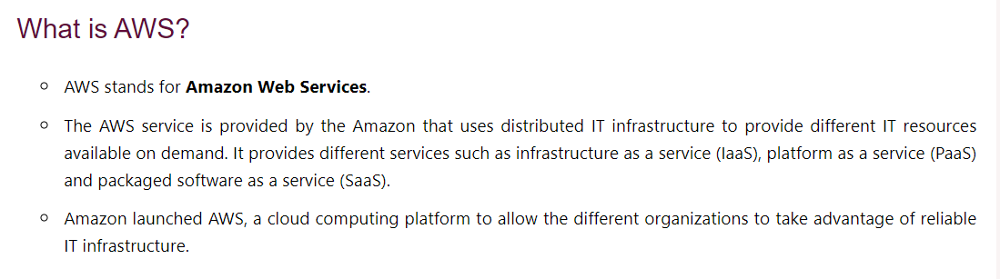 What is AWS?
AWS stands for Amazon Web Services.
The AWS service is provided by the Amazon that uses distributed IT infrastructure to provide different IT resources
available on demand. It provides different services such as infrastructure as a service (IaaS), platform as a service (PaaS)
and packaged software as a service (SaaS).
Amazon launched AWS, a cloud computing platform to allow the different organizations to take advantage of reliable
IT infrastructure.